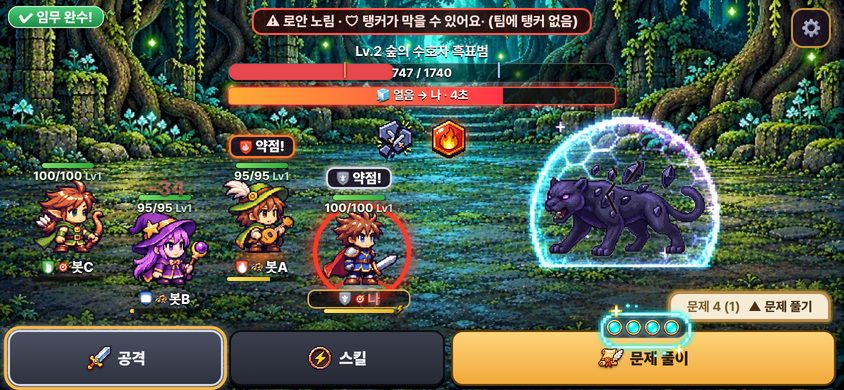 ✓ 임무 완수!
⚠ 로안 노림 · 🛡 탱커가 막을 수 있어요· (팀에 탱커 없음)
Lv.2 숲의 수호자 흑표범
747 / 1740
얼음 → 나 · 4초
약점!
약점!
100/100 Lv1
-34
95/95 Lv1
95/95 Lv1
100/100 Lv1
봇C
봇B
봇A
나
문제 4 (1) ▲ 문제 풀기
공격
스킬
문제 풀이